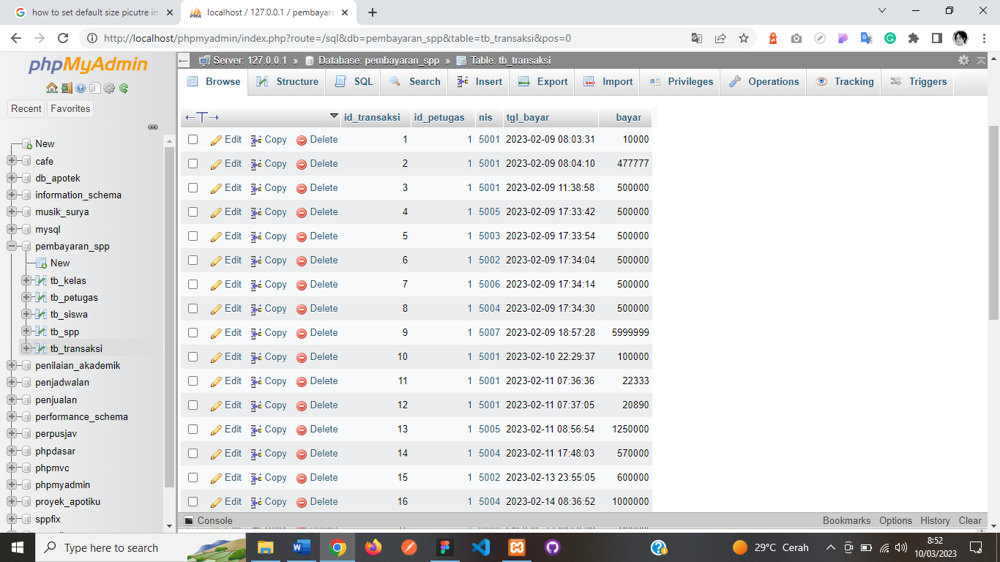 how to set default size picutre in
localhost / 127.0.0.1 / pembayara
http://localhost/phpmyadmin/index.php?route=/sql&db=pembayaran_spp&table=tb_transaksi&pos=0
phpMyAdmin
Recent Favorites
New
cafe
db_apotek
information_schema
musik_surya
mysql
pembayaran_spp
New
tb_kelas
tb_petugas
tb_siswa
tb_spp
tb_transaksi
penilaian_akademik
penjadwalan
penjualan
performance_schema
perpusjav
phpdasar
phpmvc
phpmyadmin
proyek_apotiku
sppfix
Server: 127.0.0.1 » Database: pembayaran_spp » Table: tb_transaksi
Browse Structure SQL Search Insert Export Import Privileges Operations Tracking Triggers
←T→ id_transaksi id_petugas nis tgl_bayar bayar
Edit Copy Delete 1 1 5001 2023-02-09 08:03:31 10000
Edit Copy Delete 2 1 5001 2023-02-09 08:04:10 477777
Edit Copy Delete 3 1 5001 2023-02-09 11:38:58 500000
Edit Copy Delete 4 1 5005 2023-02-09 17:33:42 500000
Edit Copy Delete 5 1 5003 2023-02-09 17:33:54 500000
Edit Copy Delete 6 1 5002 2023-02-09 17:34:04 500000
Edit Copy Delete 7 1 5006 2023-02-09 17:34:14 500000
Edit Copy Delete 8 1 5004 2023-02-09 17:34:30 500000
Edit Copy Delete 9 1 5007 2023-02-09 18:57:28 5999999
Edit Copy Delete 10 1 5001 2023-02-10 22:29:37 100000
Edit Copy Delete 11 1 5001 2023-02-11 07:36:36 22333
Edit Copy Delete 12 1 5001 2023-02-11 07:37:05 20890
Edit Copy Delete 13 1 5005 2023-02-11 08:56:54 1250000
Edit Copy Delete 14 1 5004 2023-02-11 17:48:03 570000
Edit Copy Delete 15 1 5002 2023-02-13 23:55:05 600000
Edit Copy Delete 16 1 5004 2023-02-14 08:36:52 1000000
Console Bookmarks Options History Clear
Type here to search
29°C Cerah
8:52
10/03/2023